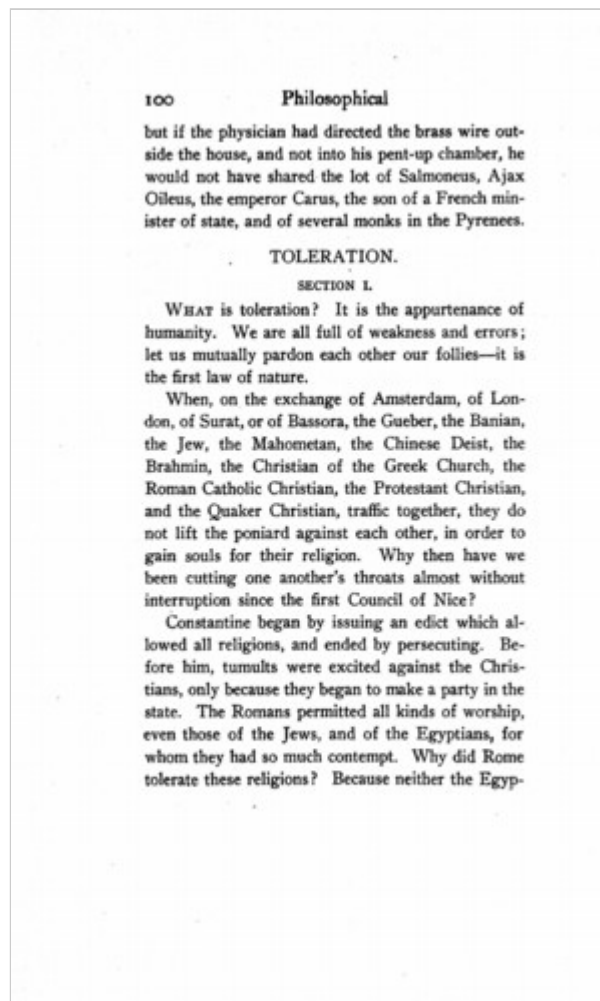 100 Philosophical
but if the physician had directed the brass wire out-
side the house, and not into his pent-up chamber, he
would not have shared the lot of Salmoneus, Ajax
Oïleus, the emperor Carus, the son of a French min-
ister of state, and of several monks in the Pyrenees.
TOLERATION.
SECTION I.
WHAT is toleration? It is the appurtenance of
humanity. We are all full of weakness and errors;
let us mutually pardon each other our follies—it is
the first law of nature.
When, on the exchange of Amsterdam, of Lon-
don, of Surat, or of Bassora, the Gueber, the Banian,
the Jew, the Mahometan, the Chinese Deist, the
Brahmin, the Christian of the Greek Church, the
Roman Catholic Christian, the Protestant Christian,
and the Quaker Christian, traffic together, they do
not lift the poniard against each other, in order to
gain souls for their religion. Why then have we
been cutting one another's throats almost without
interruption since the first Council of Nice?
Constantine began by issuing an edict which al-
lowed all religions, and ended by persecuting. Be-
fore him, tumults were excited against the Chris-
tians, only because they began to make a party in the
state. The Romans permitted all kinds of worship,
even those of the Jews, and of the Egyptians, for
whom they had so much contempt. Why did Rome
tolerate these religions? Because neither the Egyp-